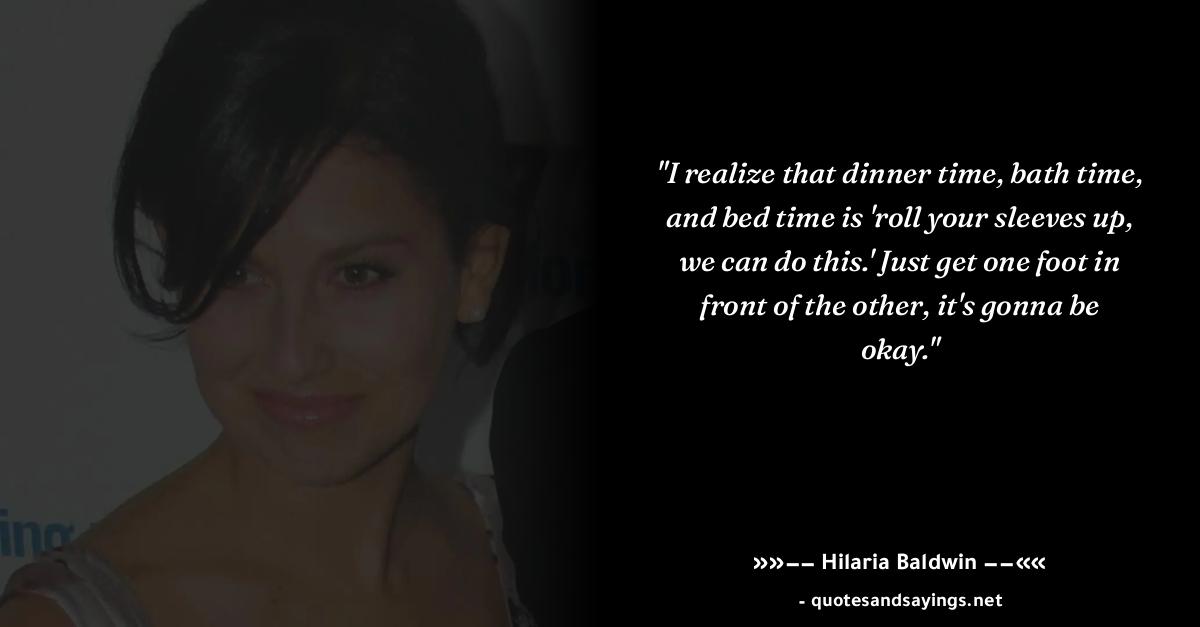 "I realize that dinner time, bath time,
and bed time is 'roll your sleeves up,
we can do this.' Just get one foot in
front of the other, it's gonna be
okay."
ing
»»–– Hilaria Baldwin ––««
- quotesandsayings.net